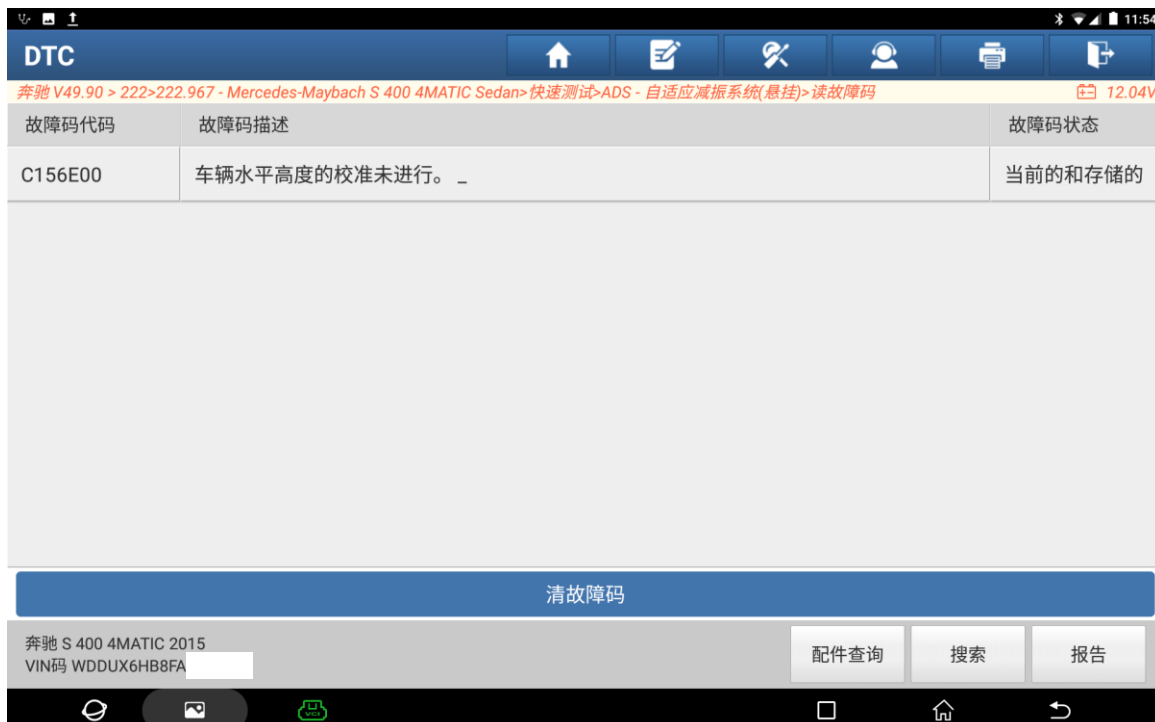 11:54
DTC
奔驰 V49.90 > 222>222.967 - Mercedes-Maybach S 400 4MATIC Sedan>快速测试>ADS - 自适应减振系统(悬挂)>读故障码 12.04V
故障码代码 故障码描述 故障码状态
C156E00 车辆水平高度的校准未进行。 _ 当前的和存储的
清故障码
奔驰 S 400 4MATIC 2015
VIN码 WDDUX6HB8FA
配件查询 搜索 报告
VCI